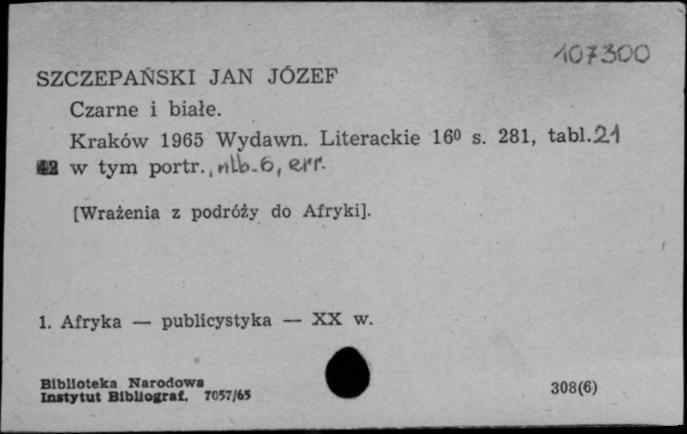 107300
SZCZEPAŃSKI JAN JÓZEF
Czarne i białe.
Kraków 1965 Wydawn. Literackie 16⁰ s. 281, tabl. 21
w tym portr., nlb. 6, err.
[Wrażenia z podróży do Afryki].
1. Afryka — publicystyka — XX w.
Biblioteka Narodowa
Instytut Bibliograf. 7057/65
308(6)